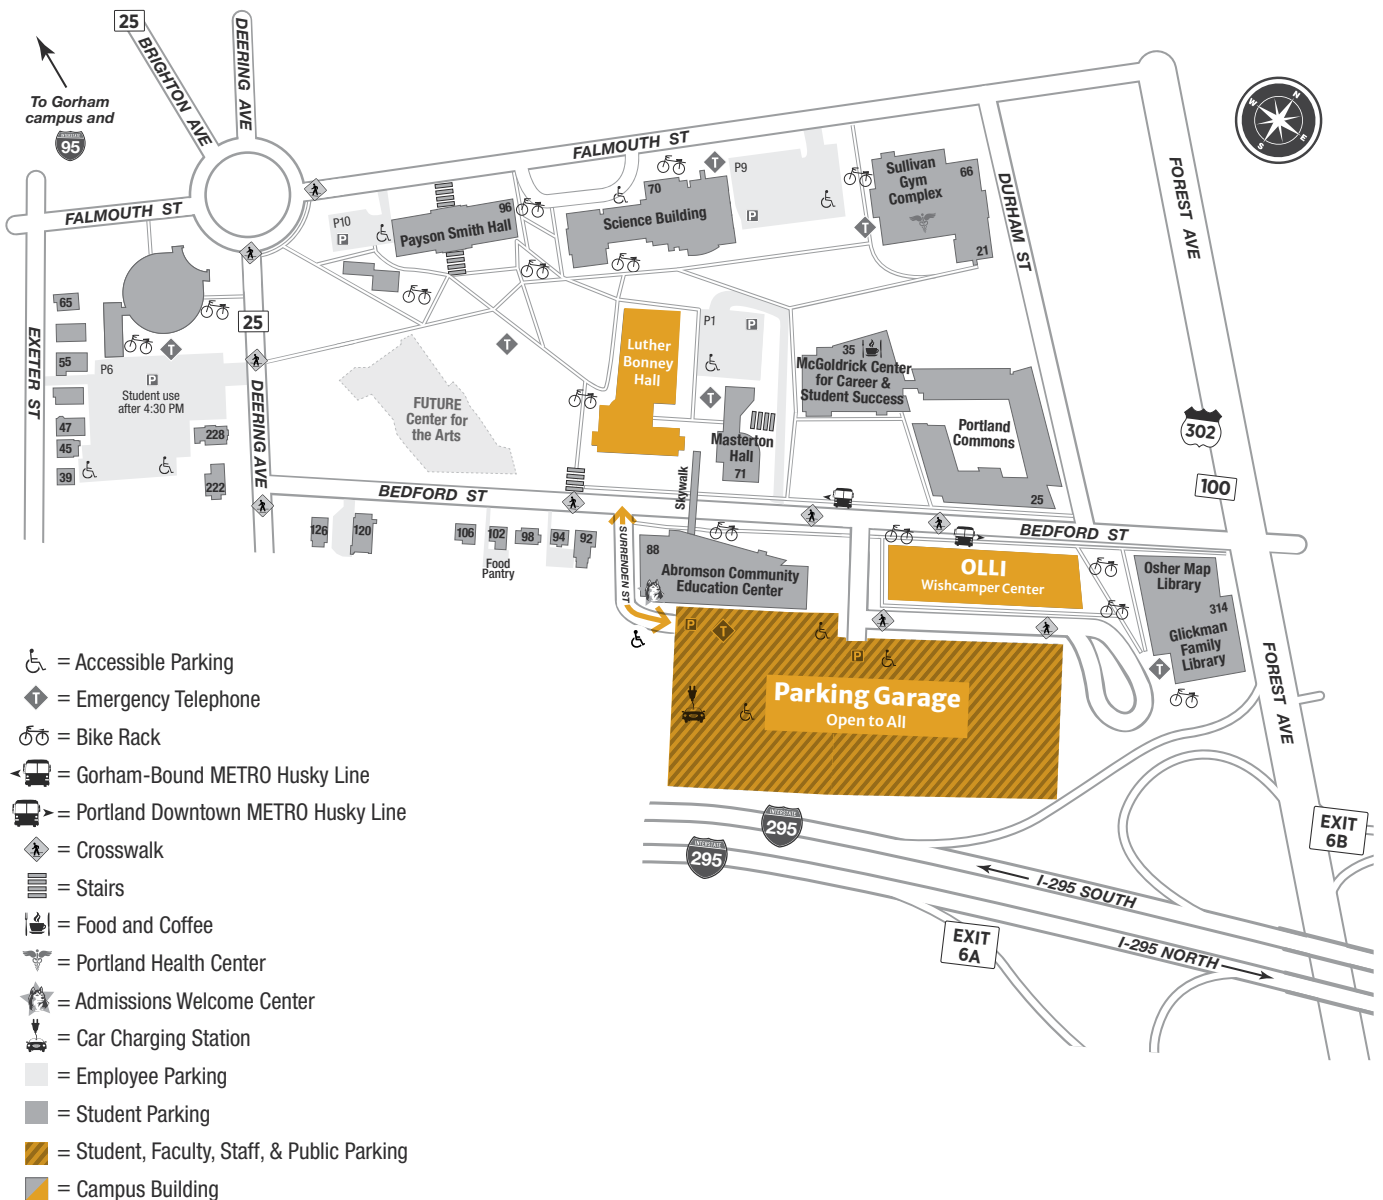 25
BRIGHTON AVE
DEERING AVE
To Gorham
campus and
INTERSTATE
95
FALMOUTH ST
FALMOUTH ST
EXETER ST
65
55
47
45
39
P6
P
Student use
after 4:30 PM
T
228
222
25
DEERING AVE
P10
P
96
Payson Smith Hall
70
Science Building
T
P9
P
T
Sullivan
Gym
Complex
66
21
DURHAM ST
FOREST AVE
N
E
S
W
T
FUTURE
Center for
the Arts
Luther
Bonney
Hall
P1
P
T
Masterton
Hall
71
Skywalk
35
McGoldrick Center
for Career &
Student Success
Portland
Commons
25
302
100
BEDFORD ST
BEDFORD ST
126
120
106
102
98
94
92
Food
Pantry
SURRENDEN ST
88
Abromson Community
Education Center
OLLI
Wishcamper Center
Osher Map
Library
314
Glickman
Family
Library
T
FOREST AVE
P
T
P
Parking Garage
Open to All
INTERSTATE
295
INTERSTATE
295
I-295 SOUTH
I-295 NORTH
EXIT
6A
EXIT
6B
= Accessible Parking
T = Emergency Telephone
= Bike Rack
= Gorham-Bound METRO Husky Line
= Portland Downtown METRO Husky Line
= Crosswalk
= Stairs
= Food and Coffee
= Portland Health Center
= Admissions Welcome Center
= Car Charging Station
= Employee Parking
= Student Parking
= Student, Faculty, Staff, & Public Parking
= Campus Building